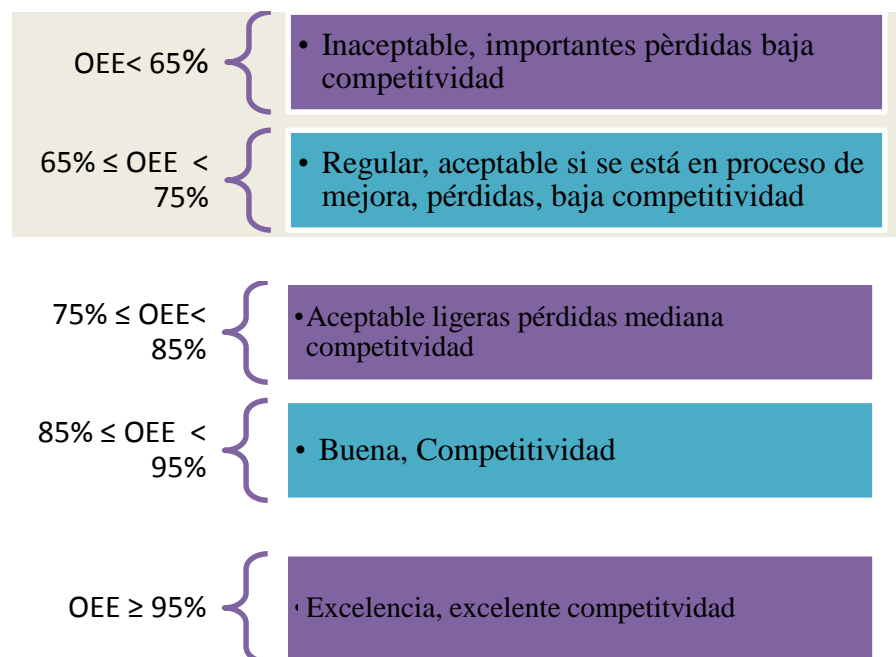 OEE< 65%
• Inaceptable, importantes pèrdidas baja
competitvidad
65% ≤ OEE <
75%
• Regular, aceptable si se está en proceso de
mejora, pérdidas, baja competitividad
75% ≤ OEE<
85%
•Aceptable ligeras pérdidas mediana
competitvidad
85% ≤ OEE <
95%
• Buena, Competitividad
OEE ≥ 95%
• Excelencia, excelente competitvidad